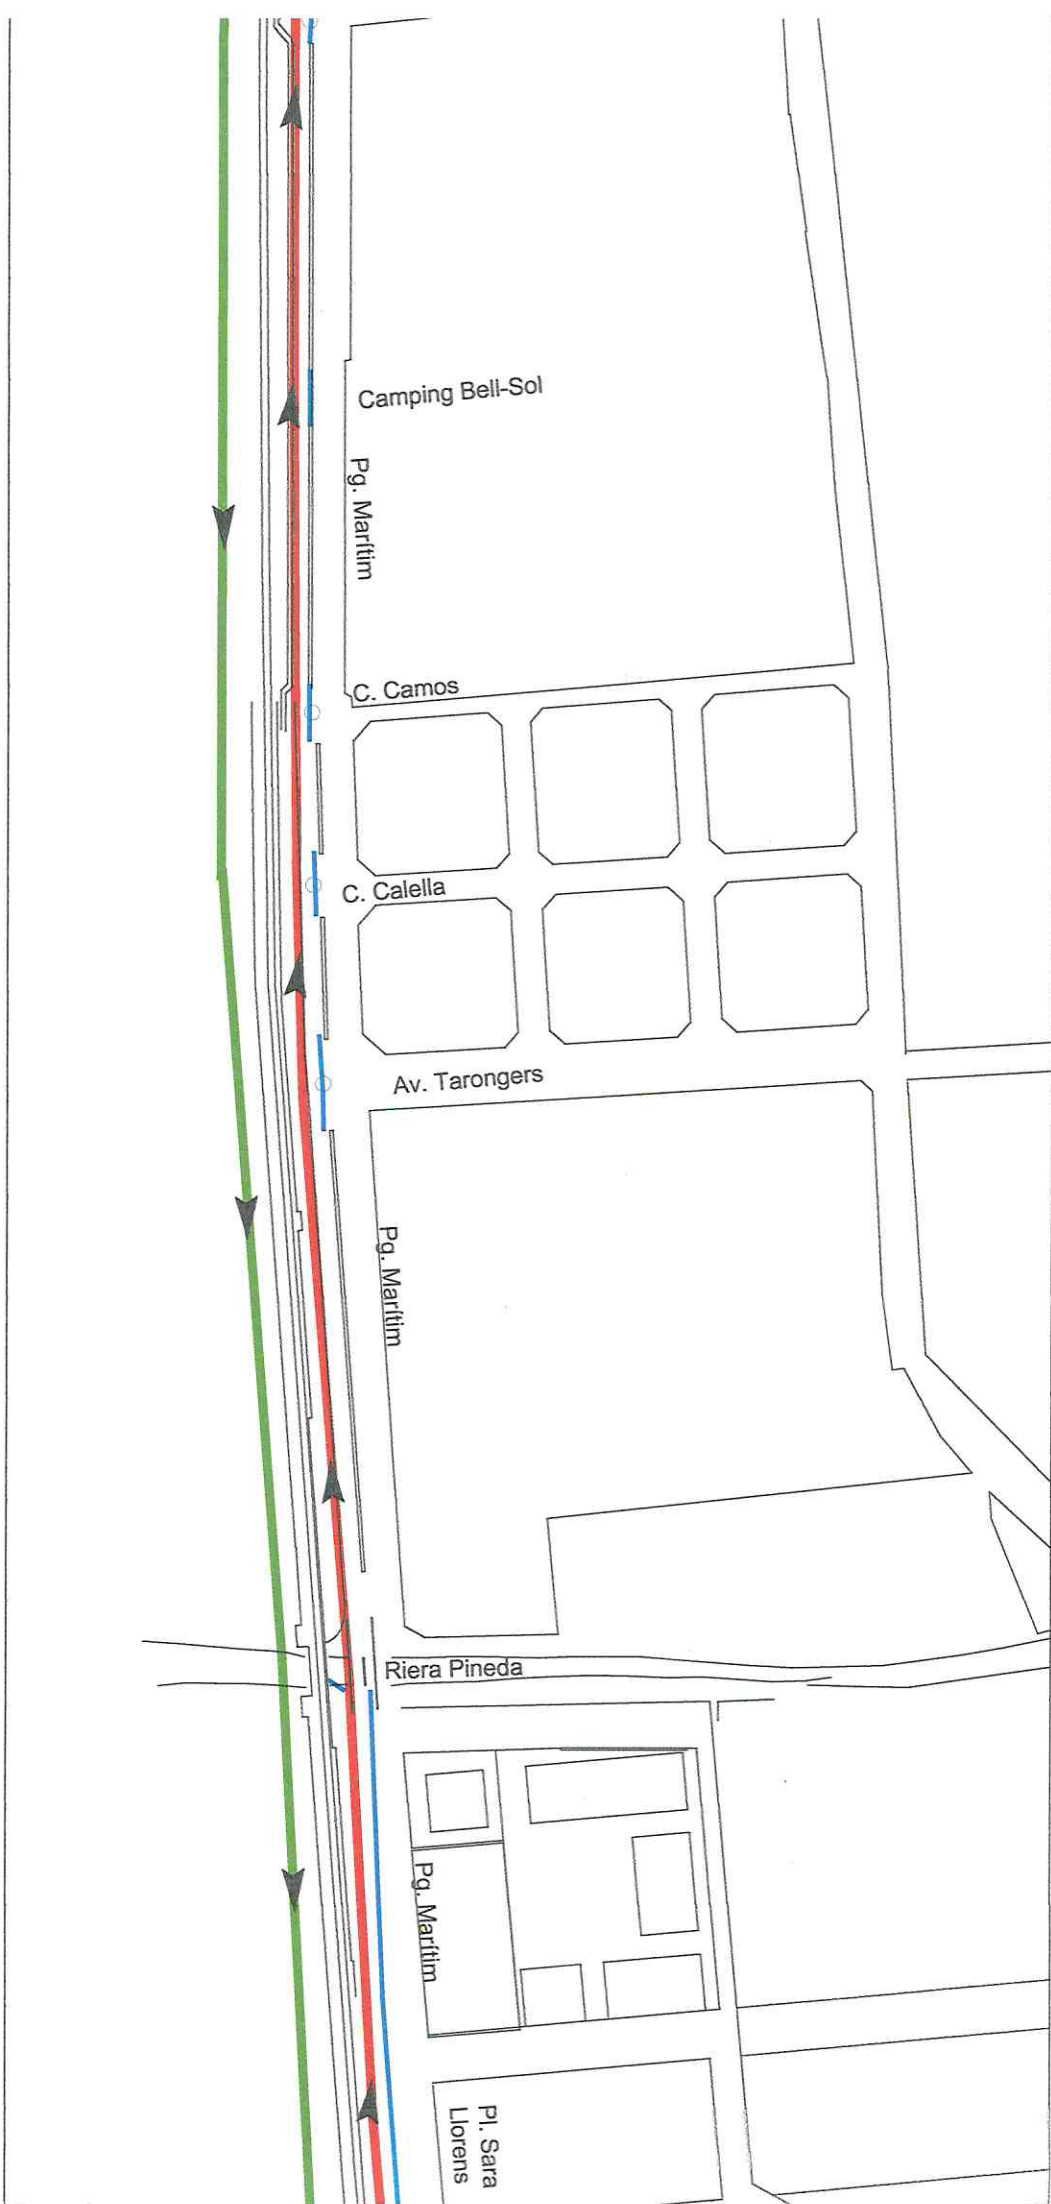 Camping Bell-Sol
Pg. Marítim
C. Camos
C. Calella
Av. Tarongers
Pg. Marítim
Riera Pineda
Pg. Marítim
Pl. Sara
Llorens